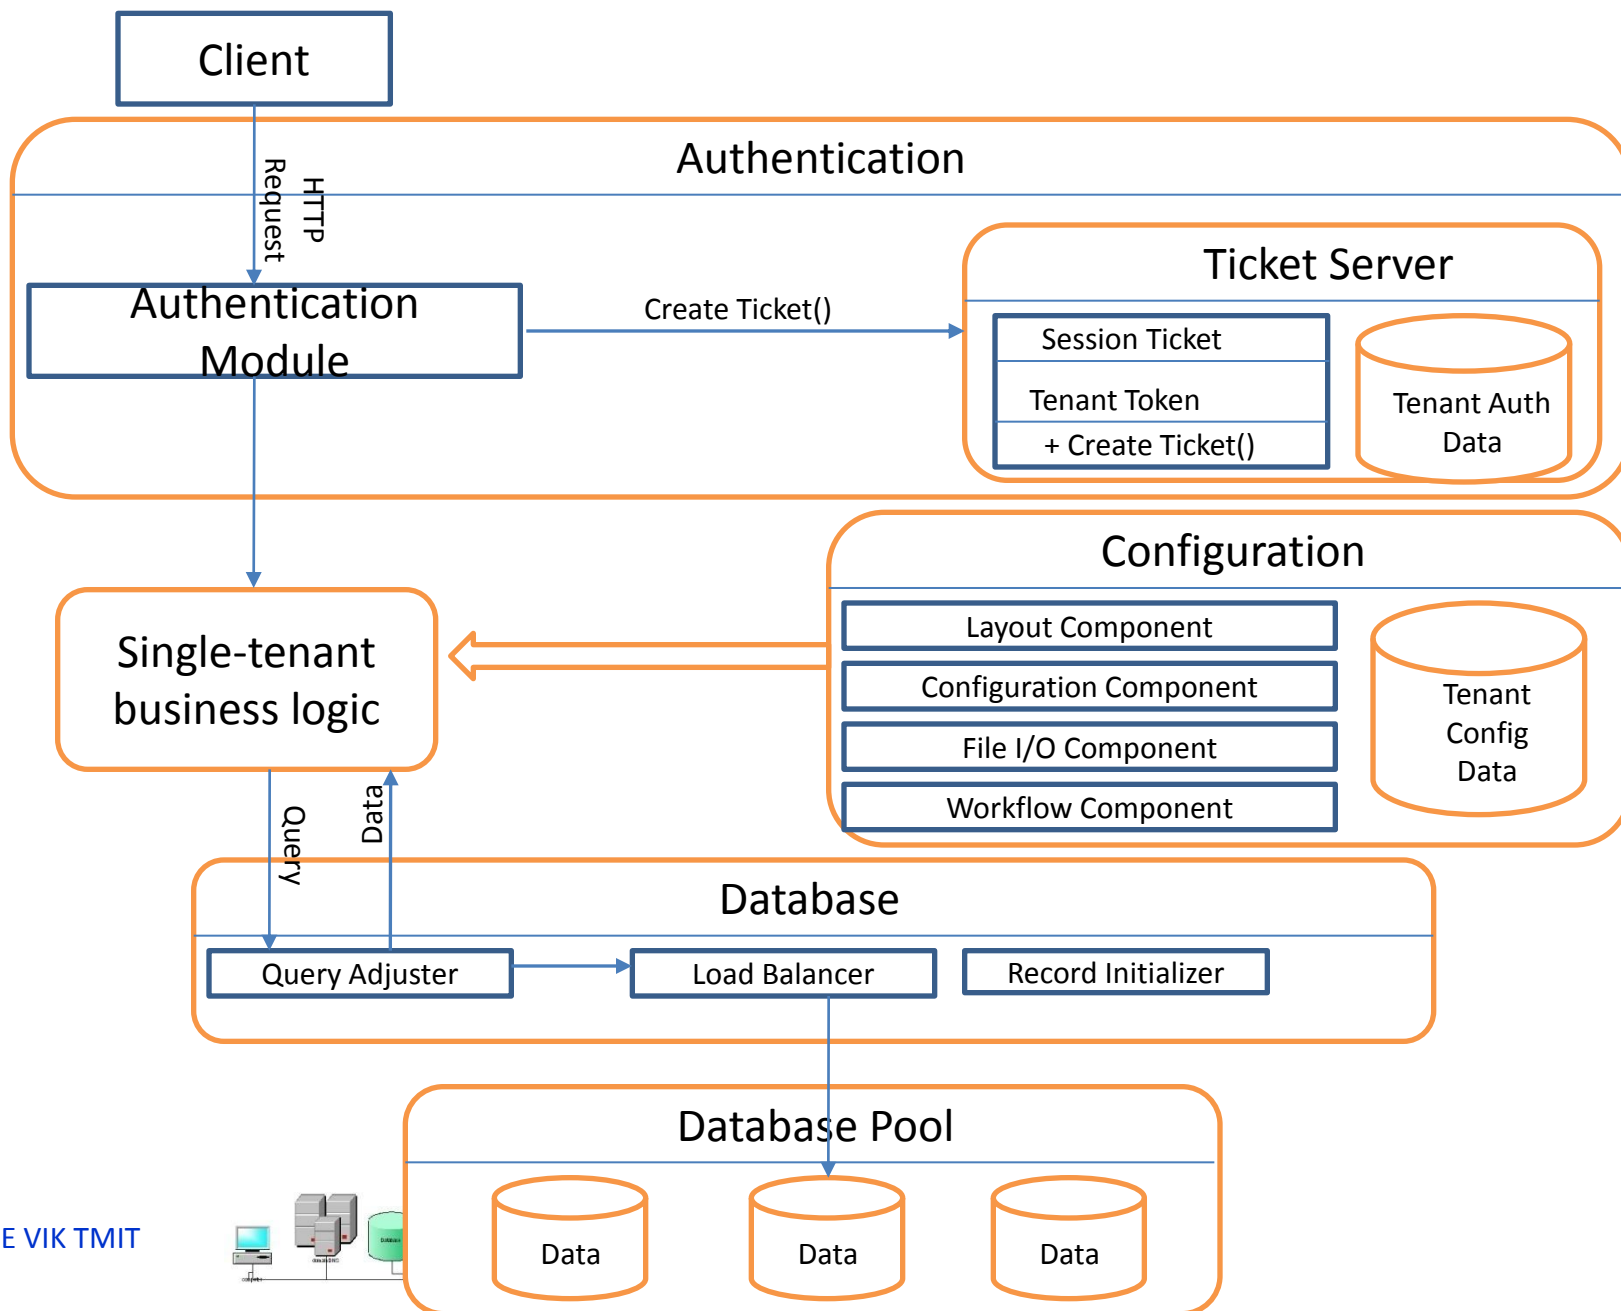 Client
Authentication
HTTP
Request
Ticket Server
Authentication
Module
Create Ticket()
Session Ticket
Tenant Token
+ Create Ticket()
Tenant Auth
Data
Configuration
Single-tenant
business logic
Layout Component
Configuration Component
File I/O Component
Workflow Component
Tenant
Config
Data
Query
Data
Database
Query Adjuster
Load Balancer
Record Initializer
Database Pool
Data
Data
Data
E VIK TMIT
Database